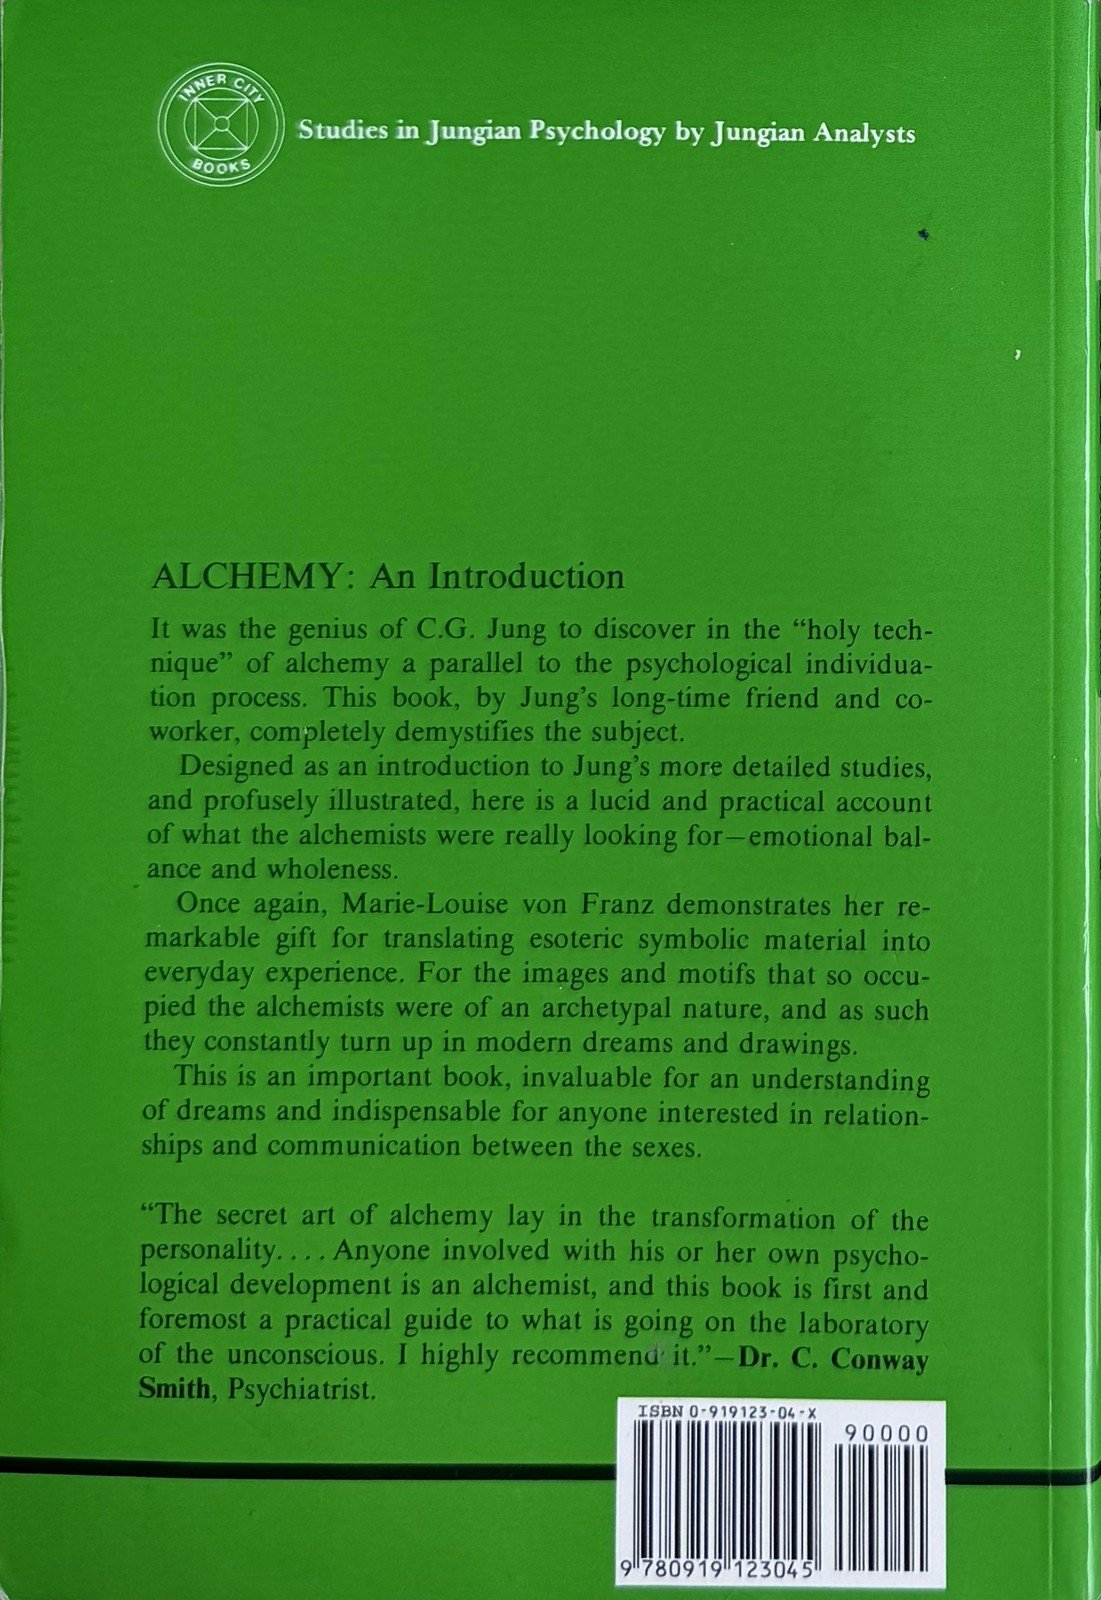 INNER CITY
BOOKS
Studies in Jungian Psychology by Jungian Analysts
ALCHEMY: An Introduction
It was the genius of C.G. Jung to discover in the “holy tech-
nique” of alchemy a parallel to the psychological individua-
tion process. This book, by Jung’s long-time friend and co-
worker, completely demystifies the subject.
Designed as an introduction to Jung’s more detailed studies,
and profusely illustrated, here is a lucid and practical account
of what the alchemists were really looking for—emotional bal-
ance and wholeness.
Once again, Marie-Louise von Franz demonstrates her re-
markable gift for translating esoteric symbolic material into
everyday experience. For the images and motifs that so occu-
pied the alchemists were of an archetypal nature, and as such
they constantly turn up in modern dreams and drawings.
This is an important book, invaluable for an understanding
of dreams and indispensable for anyone interested in relation-
ships and communication between the sexes.
“The secret art of alchemy lay in the transformation of the
personality.... Anyone involved with his or her own psycho-
logical development is an alchemist, and this book is first and
foremost a practical guide to what is going on the laboratory
of the unconscious. I highly recommend it.”—Dr. C. Conway
Smith, Psychiatrist.
ISBN 0-919123-04-X
90000
9 780919 123045